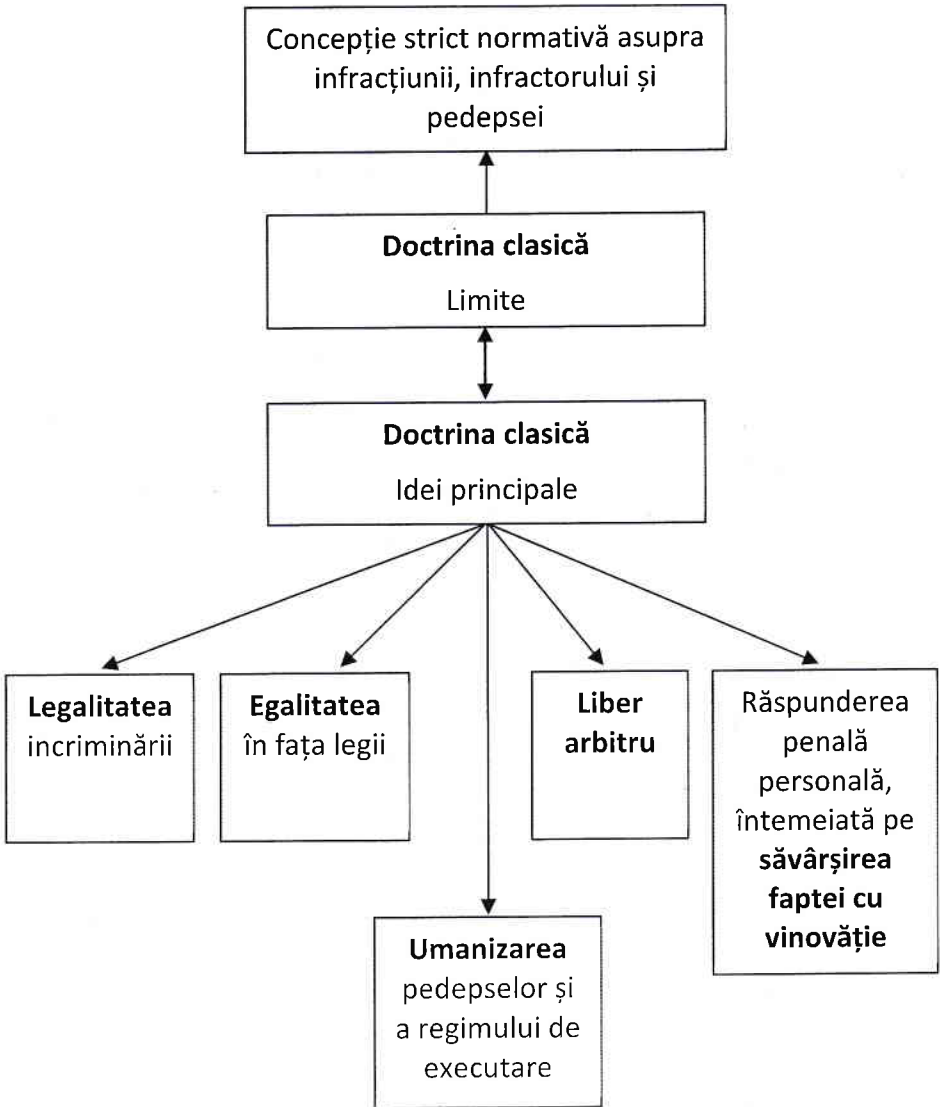 Concepție strict normativă asupra
infracțiunii, infractorului și
pedepsei
Doctrina clasică
Limite
Doctrina clasică
Idei principale
Legalitatea
incriminării
Egalitatea
în fața legii
Liber
arbitru
Răspunderea
penală
personală,
întemeiată pe
săvârșirea
faptei cu
vinovăție
Umanizarea
pedepselor și
a regimului de
executare